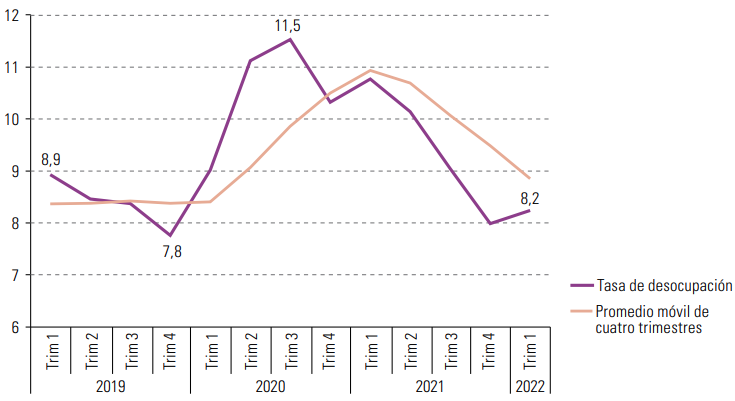 12
11
10
9
8
7
6
8,9
7,8
11,5
8,2
Trim 1
Trim 2
Trim 3
Trim 4
Trim 1
Trim 2
Trim 3
Trim 4
Trim 1
Trim 2
Trim 3
Trim 4
Trim 1
2019
2020
2021
2022
Tasa de desocupación
Promedio móvil de
cuatro trimestres